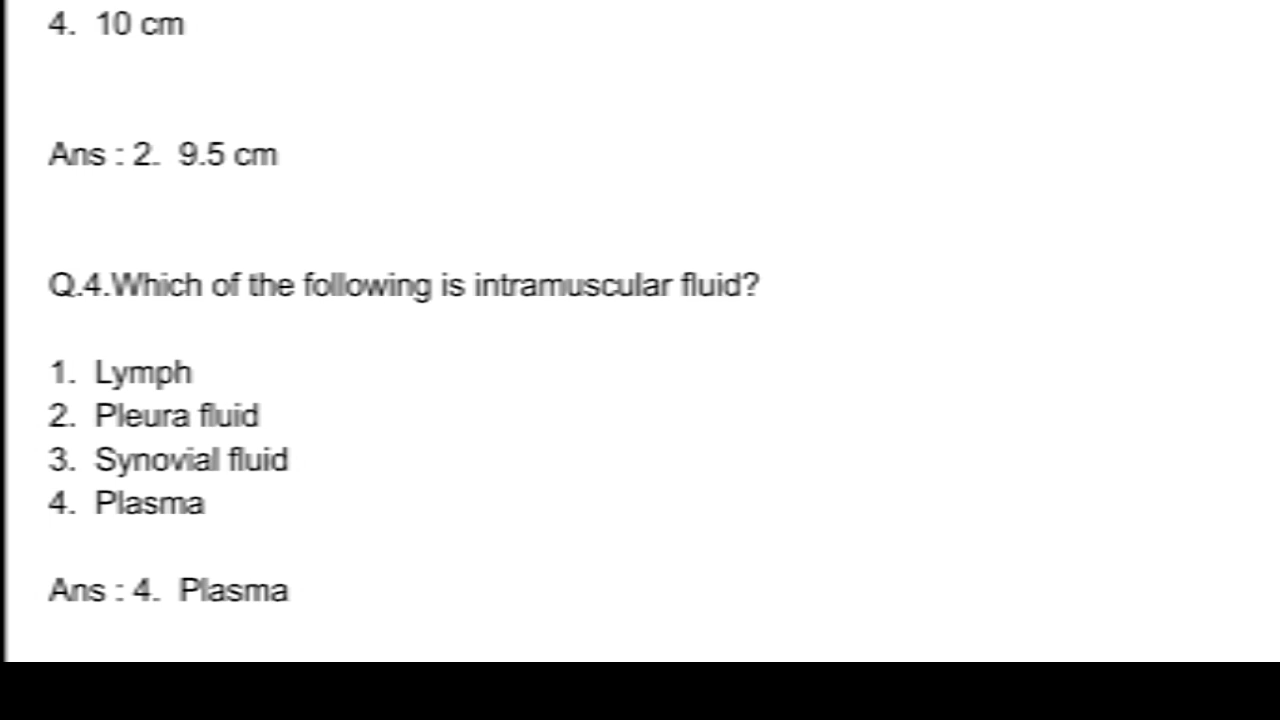 4. 10 cm
Ans : 2. 9.5 cm
Q.4.Which of the following is intramuscular fluid?
1. Lymph
2. Pleura fluid
3. Synovial fluid
4. Plasma
Ans : 4. Plasma